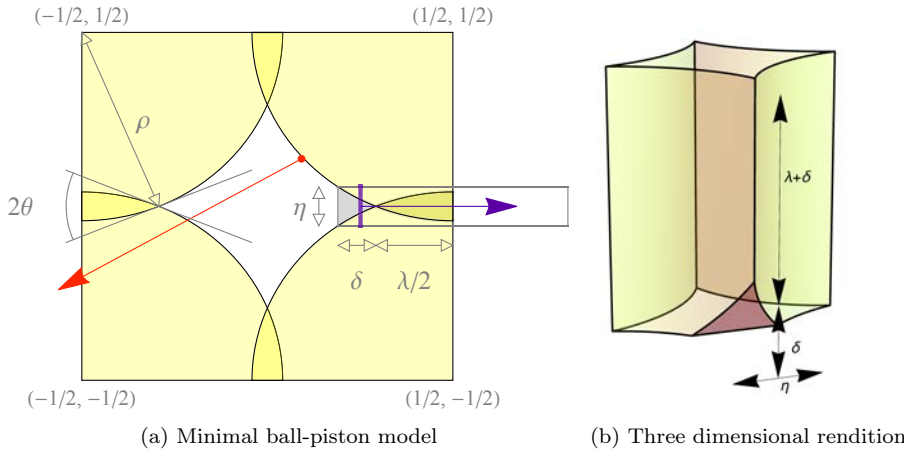 (−1/2, 1/2)
(1/2, 1/2)
ρ
2θ
η
δ
λ/2
(−1/2, −1/2)
(1/2, −1/2)
(a) Minimal ball-piston model
λ+δ
δ
η
(b) Three dimensional rendition